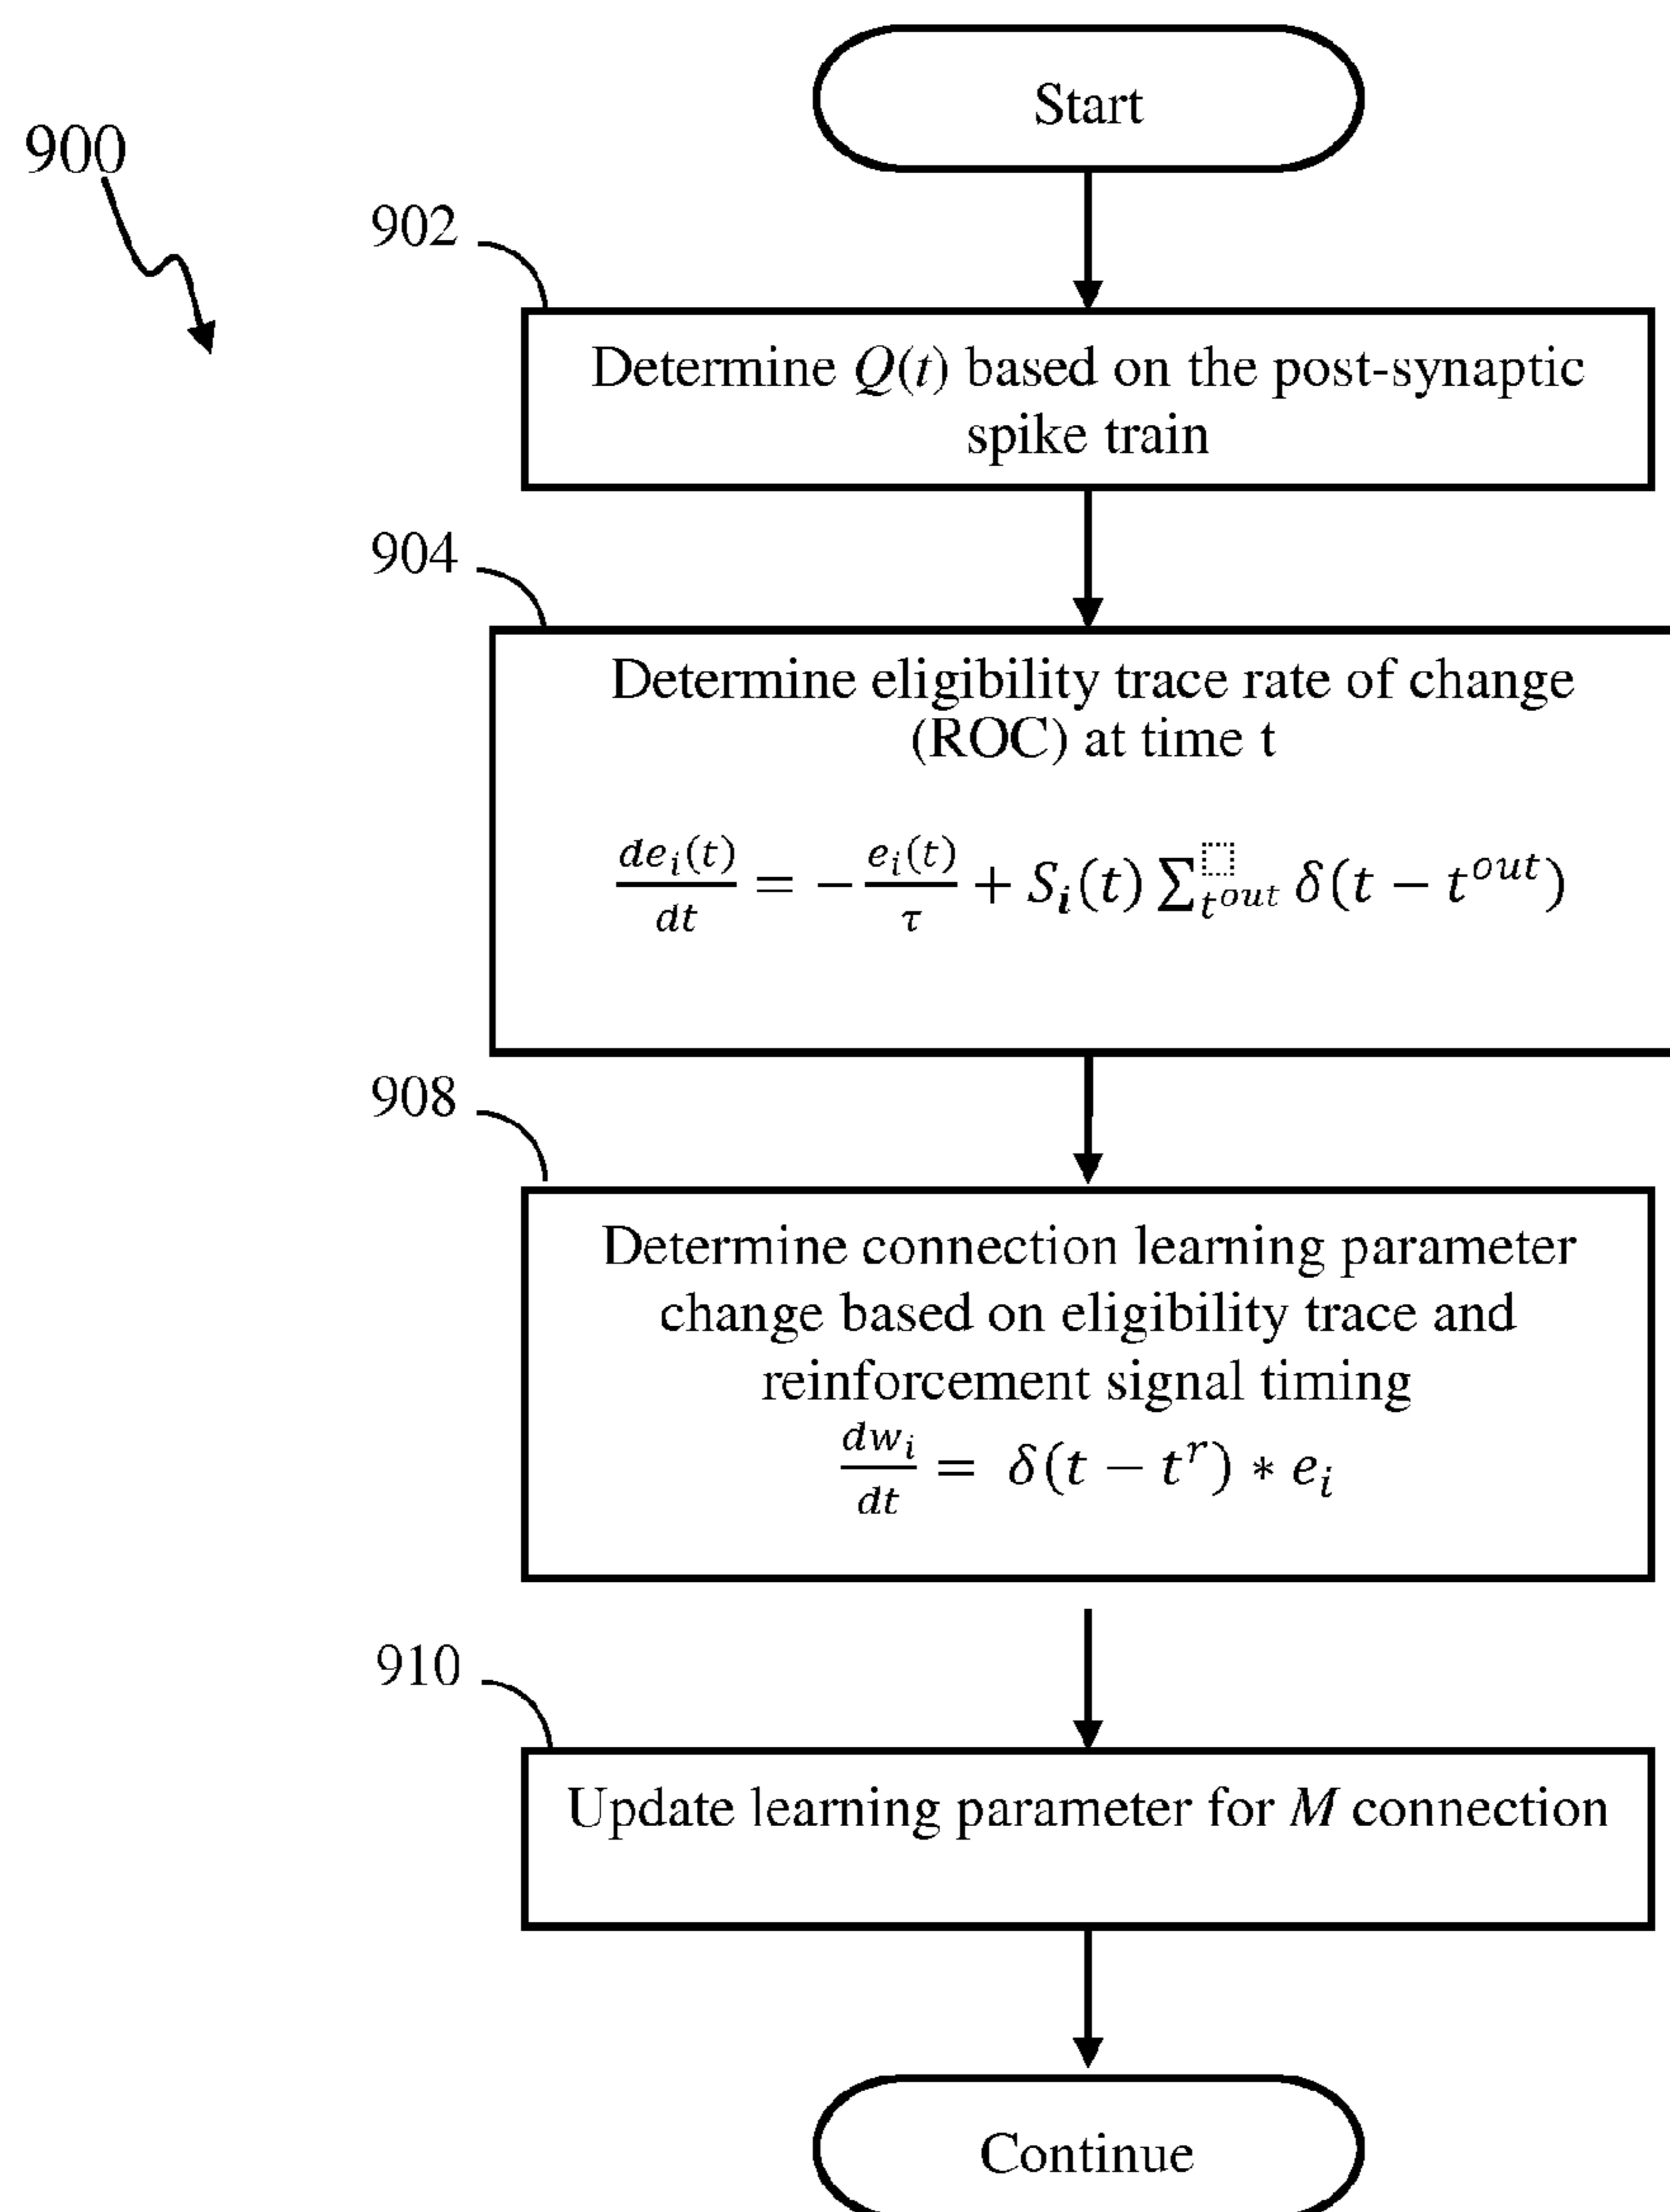 Start
900
902
Determine Q(t) based on the post-synaptic
spike train
904
Determine eligibility trace rate of change
(ROC) at time t
de_i(t)/dt = − e_i(t)/τ + S_i(t) ∑_{t^{out}} δ(t − t^{out})
908
Determine connection learning parameter
change based on eligibility trace and
reinforcement signal timing
dw_i/dt = δ(t − t^r) * e_i
910
Update learning parameter for M connection
Continue